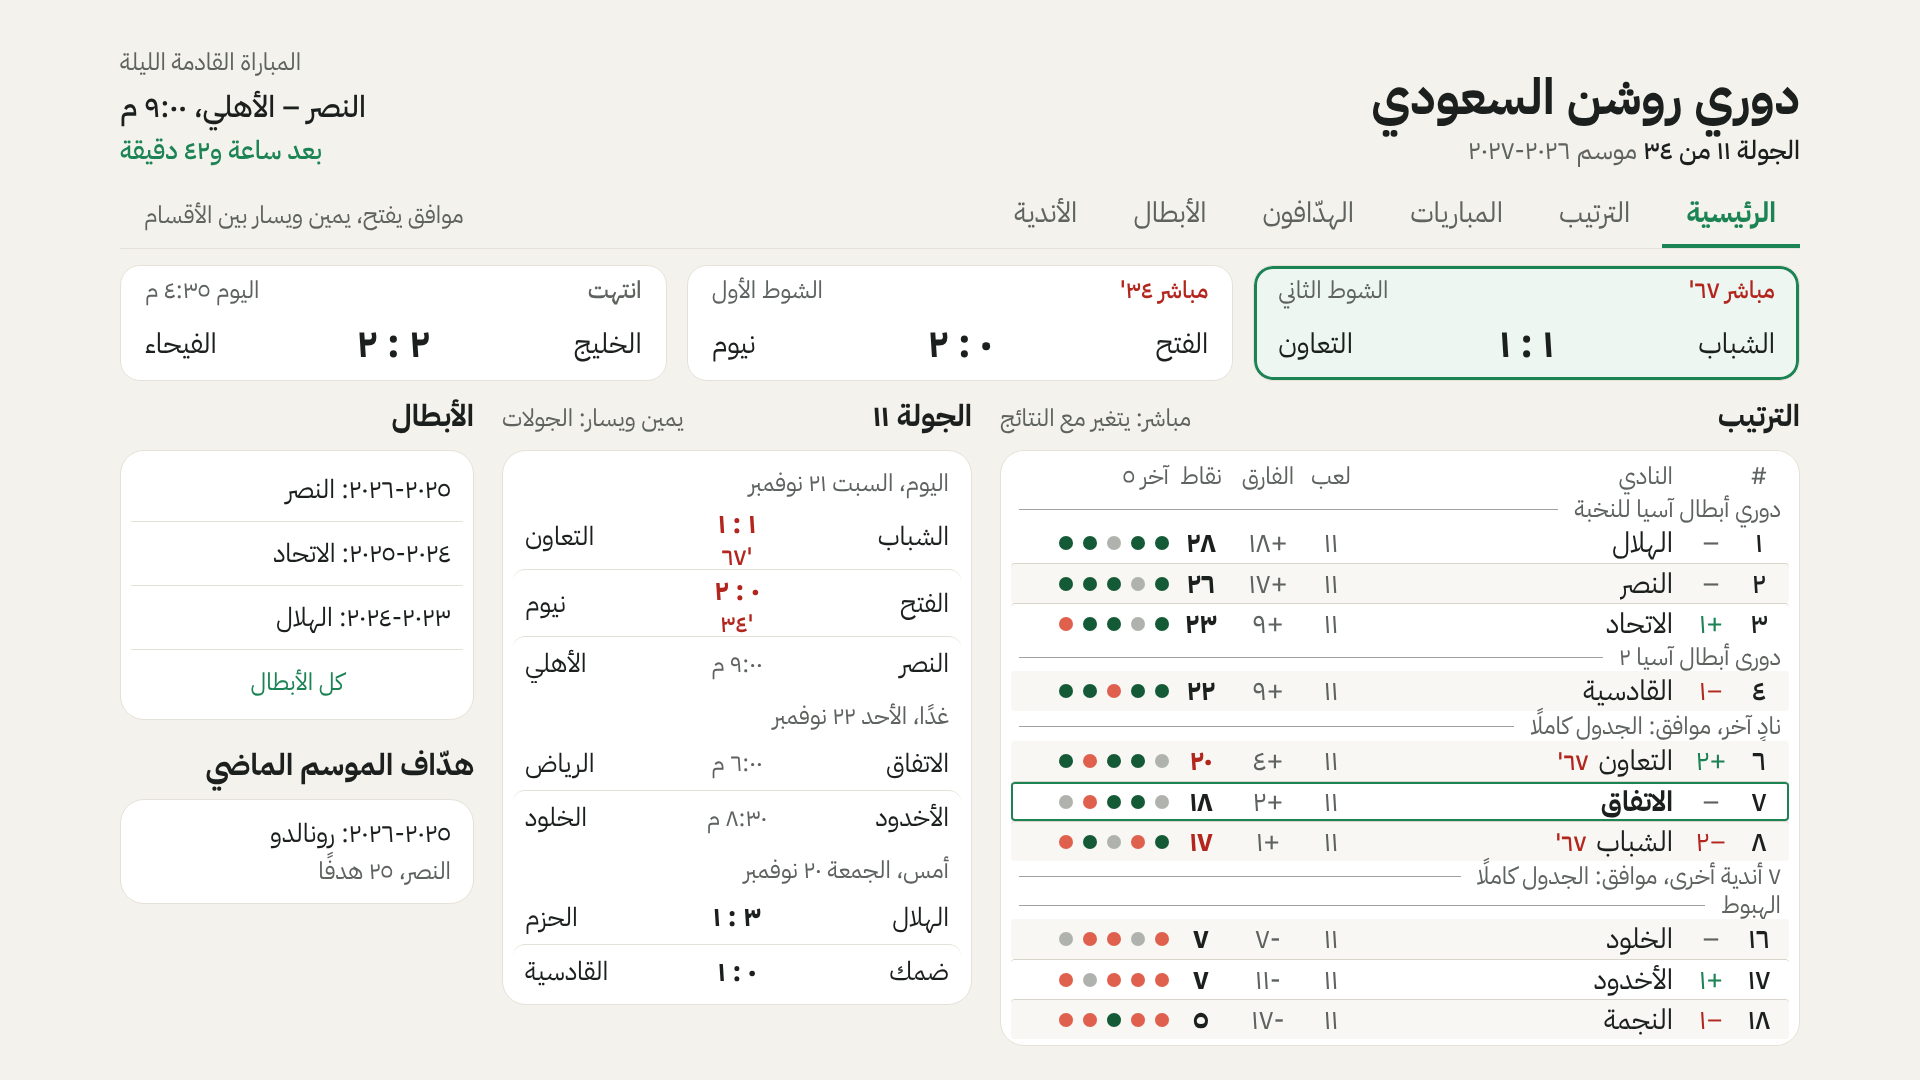 دوري روشن السعودي
الجولة ١١ من ٣٤ موسم ٢٠٢٦-٢٠٢٧
المباراة القادمة الليلة
النصر – الأهلي، ٩:٠٠ م
بعد ساعة و٤٢ دقيقة
الرئيسية الترتيب المباريات الهدّافون الأبطال الأندية
موافق يفتح، يمين ويسار بين الأقسام
مباشر ٦٧' الشوط الثاني
الشباب ١ : ١ التعاون
مباشر ٣٤' الشوط الأول
الفتح ٠ : ٢ نيوم
انتهت اليوم ٤:٣٥ م
الخليج ٢ : ٢ الفيحاء
الترتيب مباشر: يتغير مع النتائج
# النادي لعب الفارق نقاط آخر ٥
دوري أبطال آسيا للنخبة
١ – الهلال ١١ +١٨ ٢٨
٢ – النصر ١١ +١٧ ٢٦
٣ +١ الاتحاد ١١ +٩ ٢٣
دوري أبطال آسيا ٢
٤ –١ القادسية ١١ +٩ ٢٢
نادٍ آخر، موافق: الجدول كاملًا
٦ +٢ التعاون ٦٧' ١١ +٤ ٢٠
٧ – الاتفاق ١١ +٢ ١٨
٨ –٢ الشباب ٦٧' ١١ +١ ١٧
٧ أندية أخرى، موافق: الجدول كاملًا
الهبوط
١٦ – الخلود ١١ -٧ ٧
١٧ +١ الأخدود ١١ -١١ ٧
١٨ –١ النجمة ١١ -١٧ ٥
الجولة ١١ يمين ويسار: الجولات
اليوم، السبت ٢١ نوفمبر
الشباب ١ : ١ التعاون
٦٧'
الفتح ٠ : ٢ نيوم
٣٤'
النصر ٩:٠٠ م الأهلي
غدًا، الأحد ٢٢ نوفمبر
الاتفاق ٦:٠٠ م الرياض
الأخدود ٨:٣٠ م الخلود
أمس، الجمعة ٢٠ نوفمبر
الهلال ٣ : ١ الحزم
ضمك ٠ : ١ القادسية
الأبطال
٢٠٢٥-٢٠٢٦: النصر
٢٠٢٤-٢٠٢٥: الاتحاد
٢٠٢٣-٢٠٢٤: الهلال
كل الأبطال
هدّاف الموسم الماضي
٢٠٢٥-٢٠٢٦: رونالدو
النصر، ٢٥ هدفًا